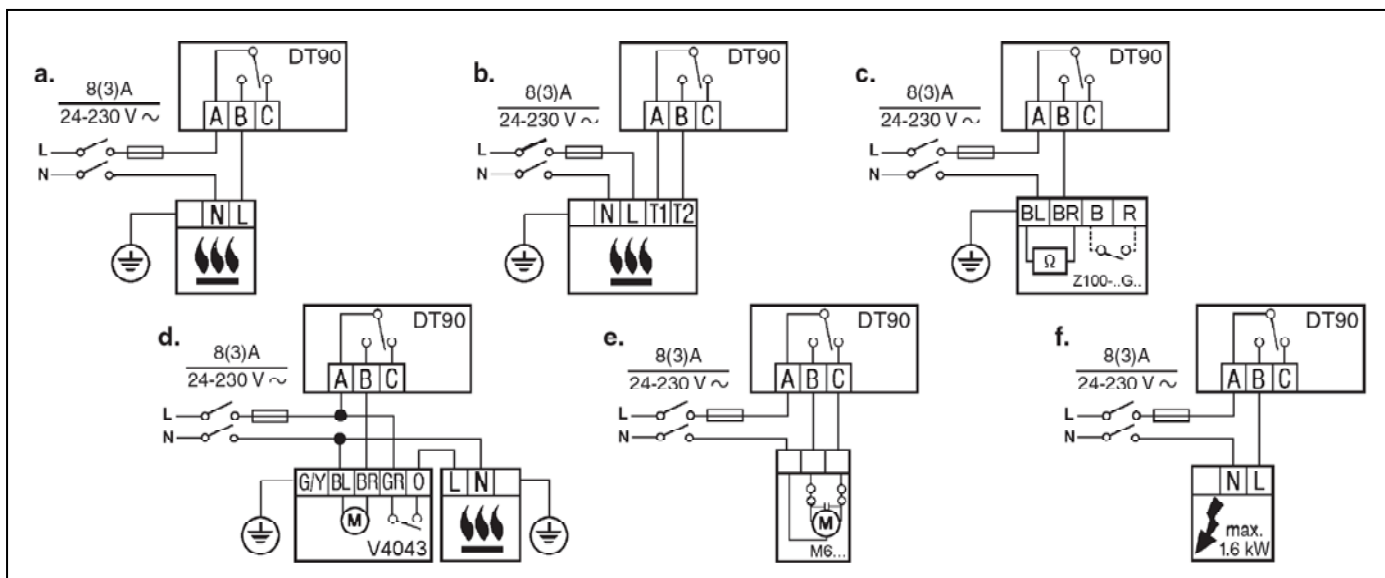 a.
DT90
8(3)A
24-230 V ~
A B C
L
N
N L
b.
DT90
8(3)A
24-230 V ~
A B C
L
N
N L T1 T2
c.
DT90
8(3)A
24-230 V ~
A B C
L
N
BL BR B R
Ω
Z100-..G..
d.
DT90
8(3)A
24-230 V ~
A B C
L
N
G/Y BL BR GR O
M
V4043
L N
e.
DT90
8(3)A
24-230 V ~
A B C
L
N
M
M6...
f.
DT90
8(3)A
24-230 V ~
A B C
L
N
N L
max.
1.6 kW